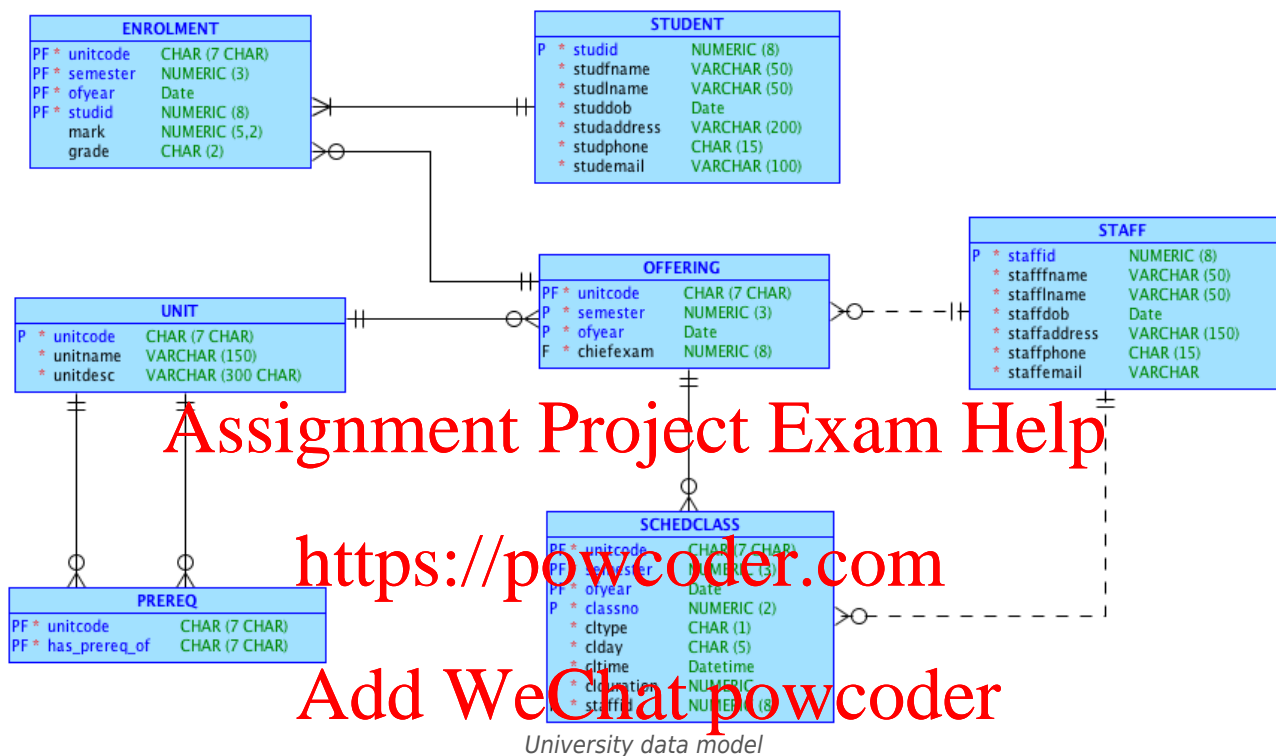 ENROLMENT
PF * unitcode CHAR (7 CHAR)
PF * semester NUMERIC (3)
PF * ofyear Date
PF * studid NUMERIC (8)
mark NUMERIC (5,2)
grade CHAR (2)
STUDENT
P * studid NUMERIC (8)
* studfname VARCHAR (50)
* studlname VARCHAR (50)
* studdob Date
* studaddress VARCHAR (200)
* studphone CHAR (15)
* studemail VARCHAR (100)
STAFF
P * staffid NUMERIC (8)
* stafffname VARCHAR (50)
* stafflname VARCHAR (50)
* staffdob Date
* staffaddress VARCHAR (150)
* staffphone CHAR (15)
* staffemail VARCHAR
OFFERING
PF * unitcode CHAR (7 CHAR)
P * semester NUMERIC (3)
P * ofyear Date
F * chiefexam NUMERIC (8)
UNIT
P * unitcode CHAR (7 CHAR)
* unitname VARCHAR (150)
* unitdesc VARCHAR (300 CHAR)
Assignment Project Exam Help
SCHEDCLASS
PF * unitcode CHAR (7 CHAR)
PF * semester NUMERIC (3)
PF * ofyear Date
P * classno NUMERIC (2)
* cltype CHAR (1)
* clday CHAR (5)
* cltime Datetime
* clduration NUMERIC
* staffid NUMERIC (8)
https://powcoder.com
PREREQ
PF * unitcode CHAR (7 CHAR)
PF * has_prereq_of CHAR (7 CHAR)
Add WeChat powcoder
University data model